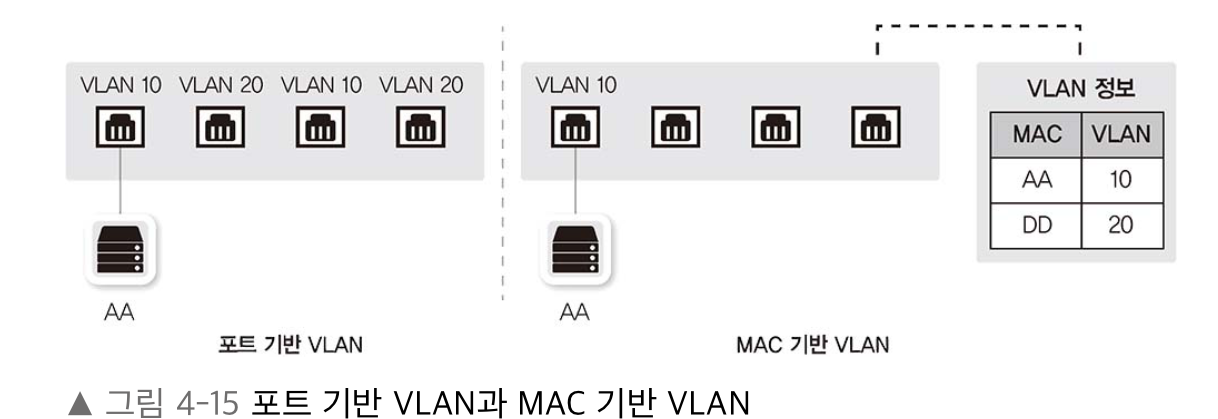 VLAN 10 VLAN 20 VLAN 10 VLAN 20
AA
포트 기반 VLAN
VLAN 10
AA
MAC 기반 VLAN
VLAN 정보
MAC VLAN
AA 10
DD 20
▲ 그림 4-15 포트 기반 VLAN과 MAC 기반 VLAN